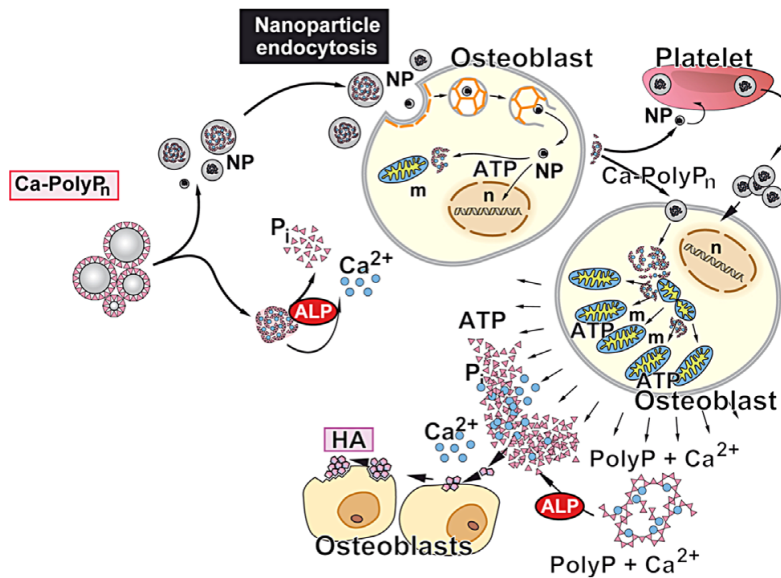 Nanoparticle
endocytosis
Osteoblast
Platelet
NP
NP
NP
Ca-PolyPn
ATP
NP
m
n
Ca-PolyPn
Pi
Ca2+
ALP
n
m
ATP
m
ATP
ATP
Osteoblast
Pi
Ca2+
HA
PolyP + Ca2+
ALP
Osteoblasts
PolyP + Ca2+